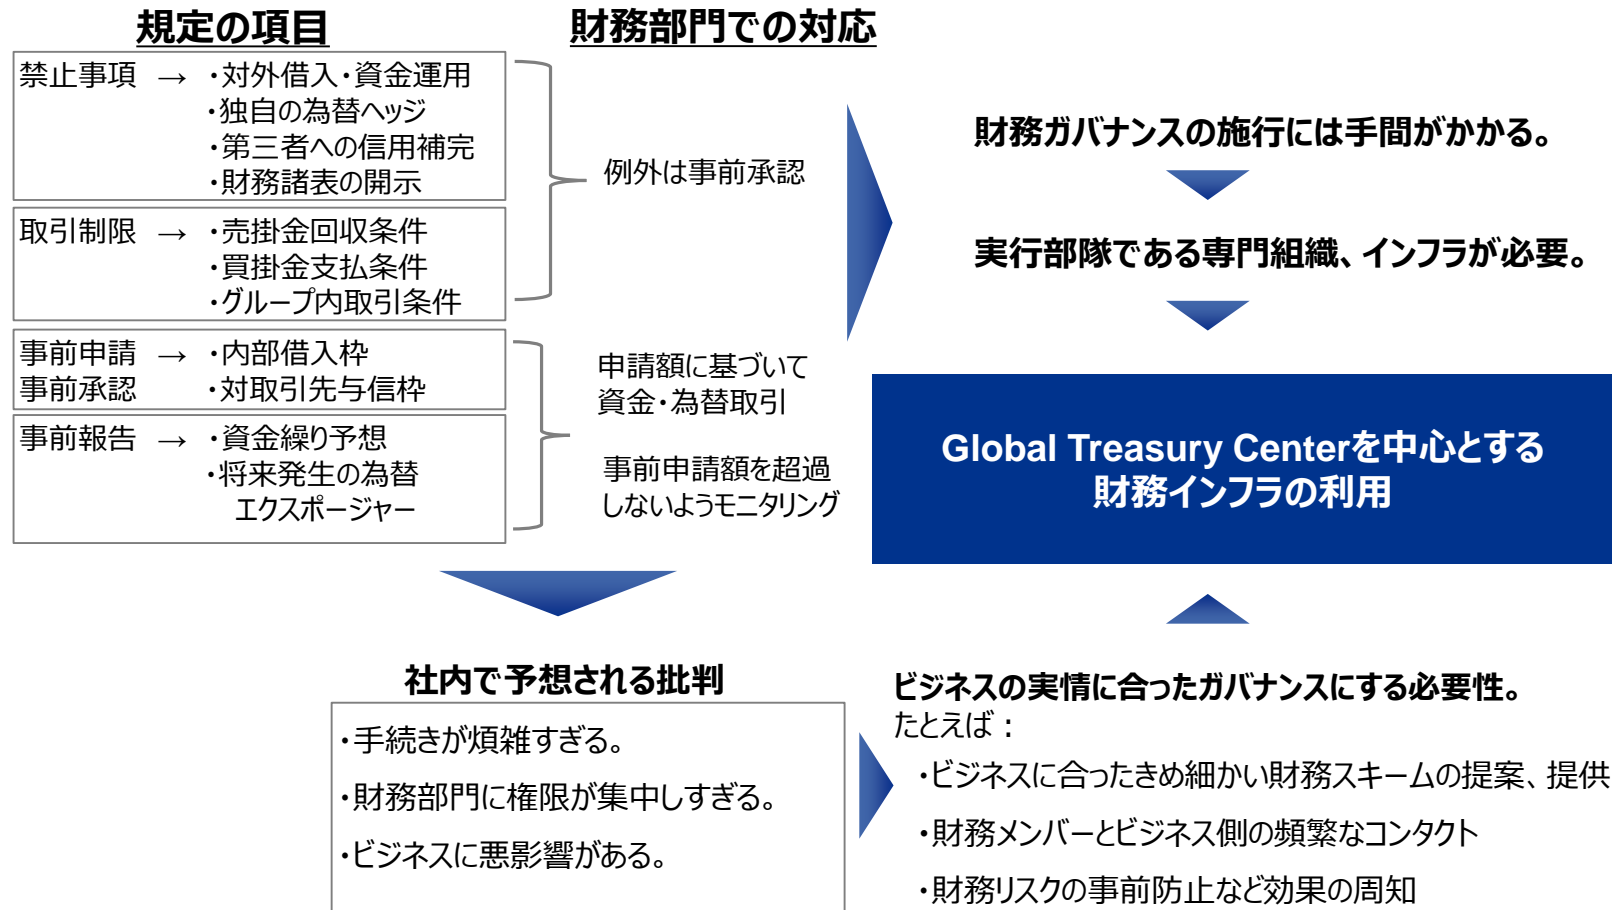 規定の項目
財務部門での対応
禁止事項 → ・対外借入・資金運用
・独自の為替ヘッジ
・第三者への信用補完
・財務諸表の開示
例外は事前承認
取引制限 → ・売掛金回収条件
・買掛金支払条件
・グループ内取引条件
事前申請 → ・内部借入枠
事前承認 ・対取引先与信枠
事前報告 → ・資金繰り予想
・将来発生の為替
エクスポージャー
申請額に基づいて
資金・為替取引
事前申請額を超過
しないようモニタリング
財務ガバナンスの施行には手間がかかる。
実行部隊である専門組織、インフラが必要。
Global Treasury Centerを中心とする
財務インフラの利用
社内で予想される批判
・手続きが煩雑すぎる。
・財務部門に権限が集中しすぎる。
・ビジネスに悪影響がある。
ビジネスの実情に合ったガバナンスにする必要性。
たとえば：
・ビジネスに合ったきめ細かい財務スキームの提案、提供
・財務メンバーとビジネス側の頻繁なコンタクト
・財務リスクの事前防止など効果の周知